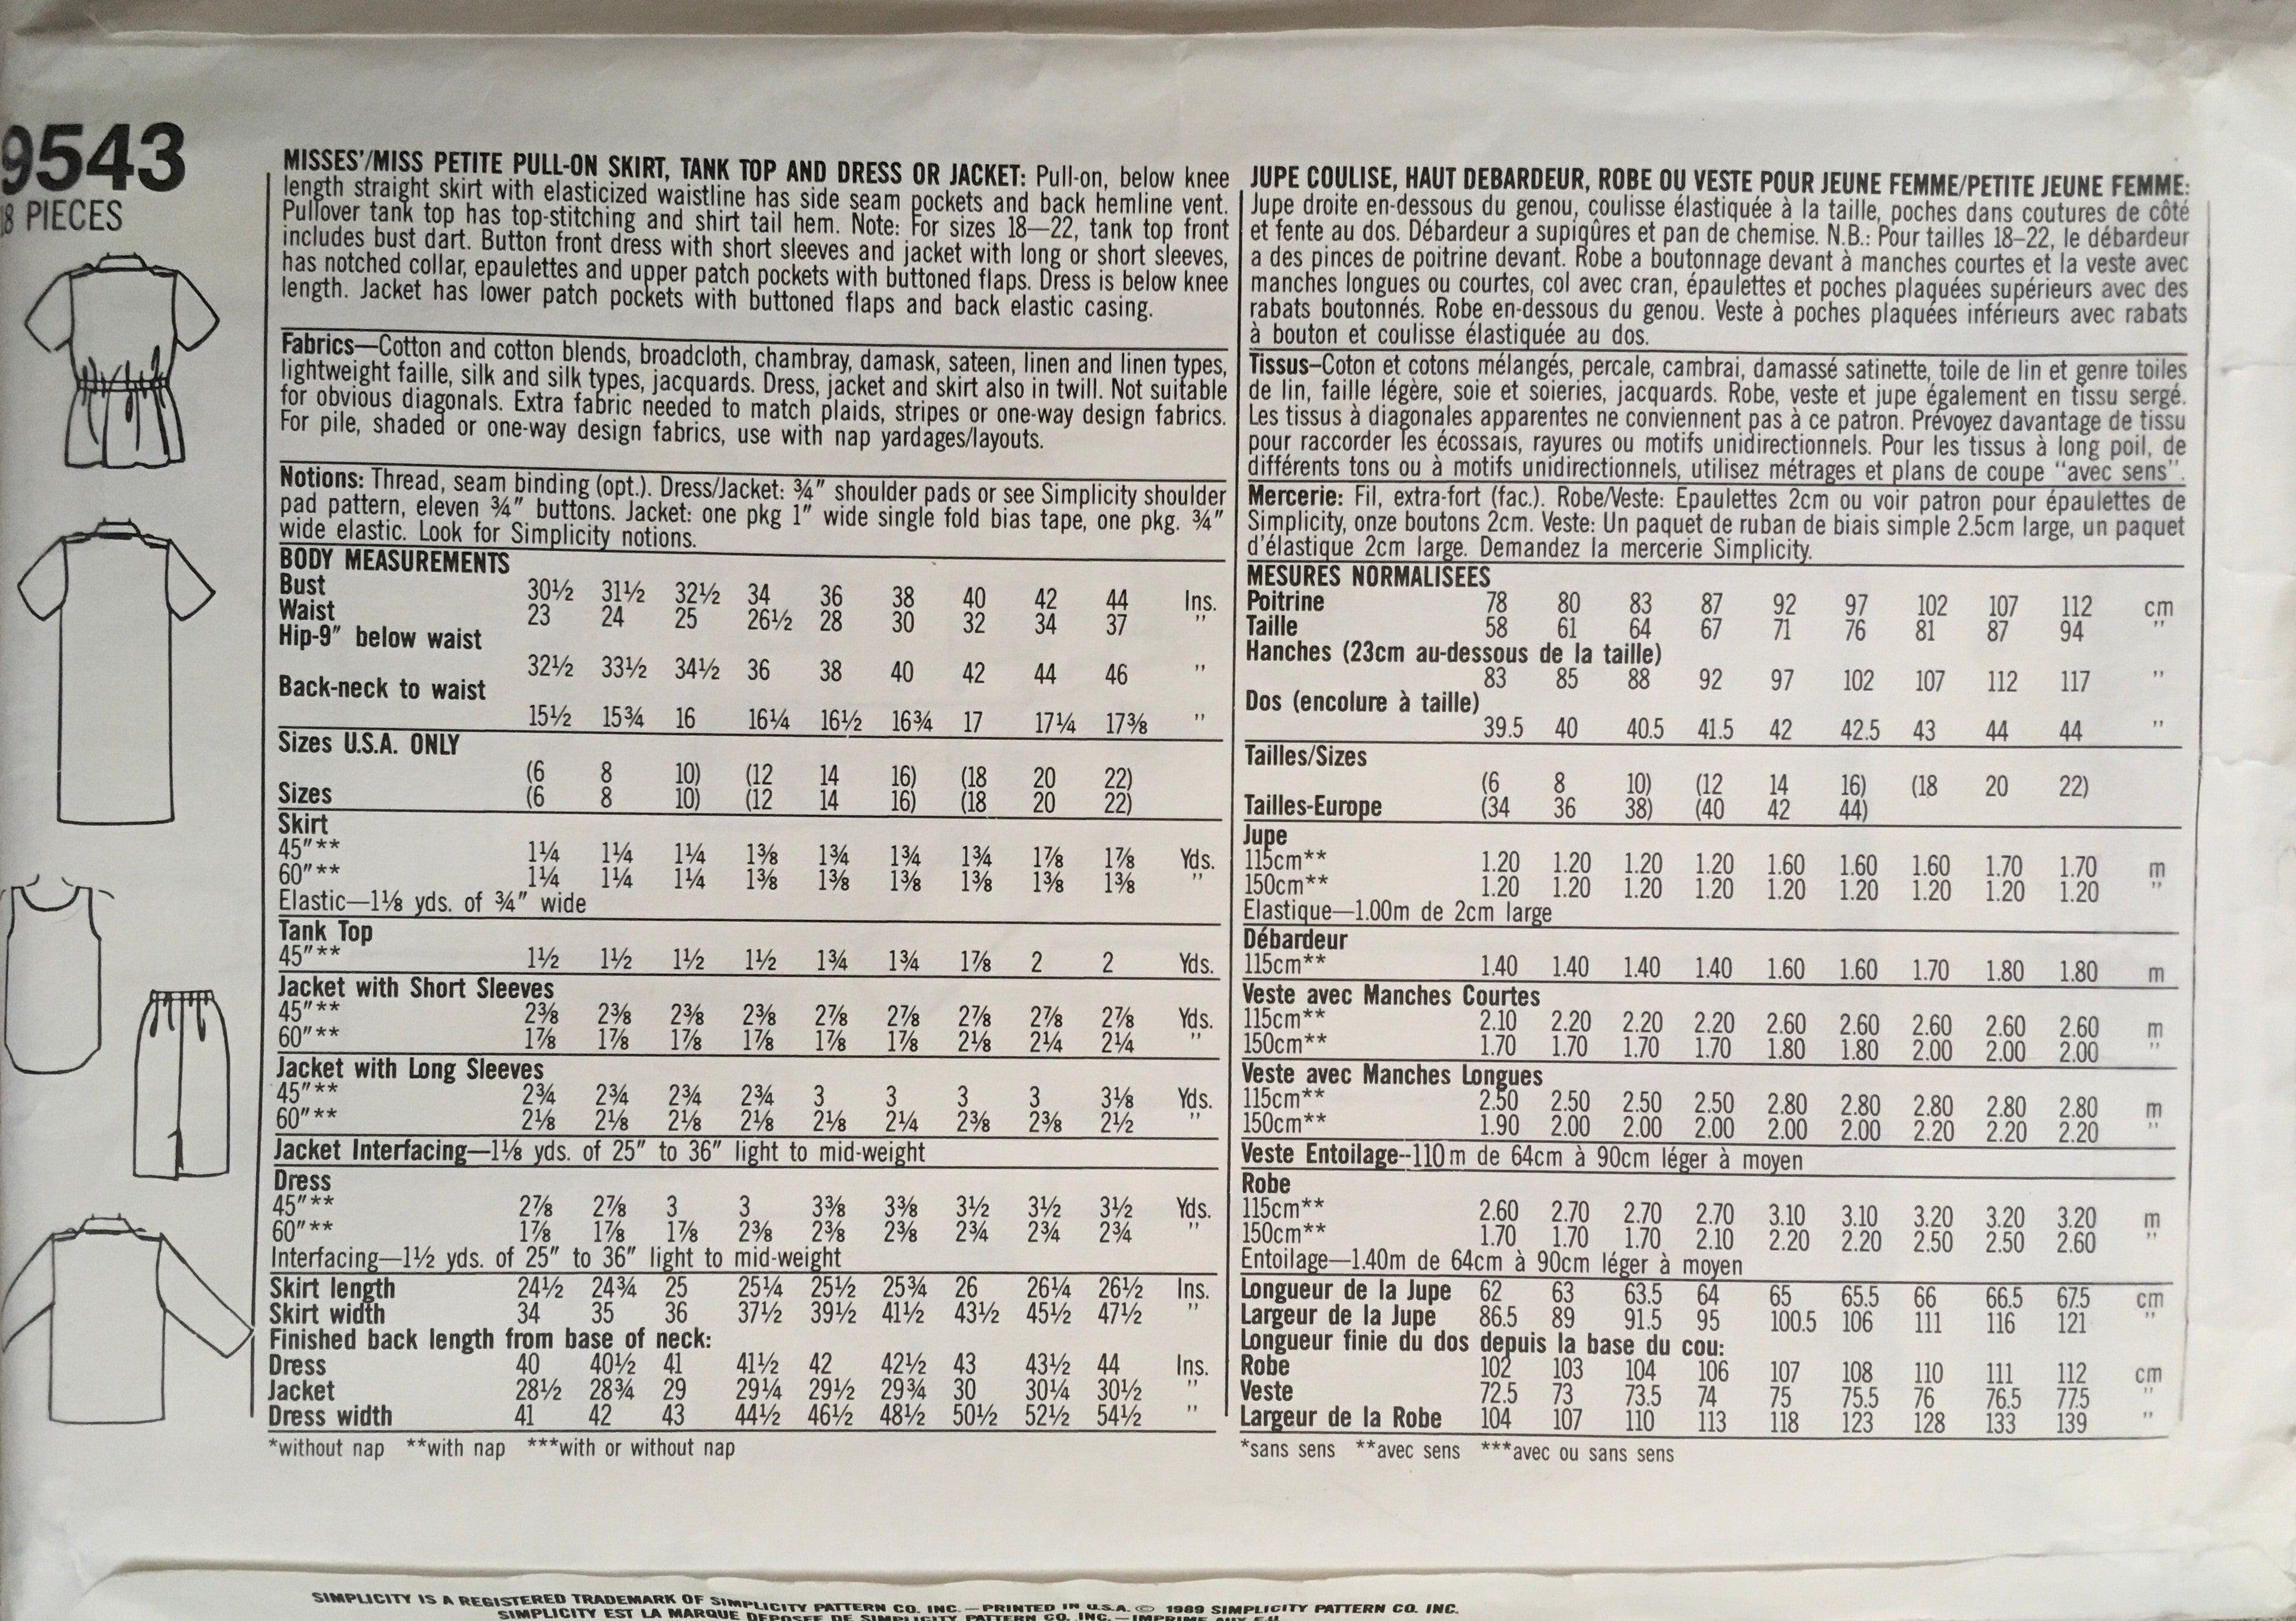 9543
8 PIECES
MISSES'/MISS PETITE PULL-ON SKIRT, TANK TOP AND DRESS OR JACKET: Pull-on, below knee
length straight skirt with elasticized waistline has side seam pockets and back hemline vent.
Pullover tank top has top-stitching and shirt tail hem. Note: For sizes 18—22, tank top front
includes bust dart. Button front dress with short sleeves and jacket with long or short sleeves,
has notched collar, epaulettes and upper patch pockets with buttoned flaps. Dress is below knee
length. Jacket has lower patch pockets with buttoned flaps and back elastic casing.
Fabrics—Cotton and cotton blends, broadcloth, chambray, damask, sateen, linen and linen types,
lightweight faille, silk and silk types, jacquards. Dress, jacket and skirt also in twill. Not suitable
for obvious diagonals. Extra fabric needed to match plaids, stripes or one-way design fabrics.
For pile, shaded or one-way design fabrics, use with nap yardages/layouts.
Notions: Thread, seam binding (opt.). Dress/Jacket: ¾" shoulder pads or see Simplicity shoulder
pad pattern, eleven ¾" buttons. Jacket: one pkg 1" wide single fold bias tape, one pkg. ¾"
wide elastic. Look for Simplicity notions.
BODY MEASUREMENTS
Bust 30½ 31½ 32½ 34 36 38 40 42 44 Ins.
Waist 23 24 25 26½ 28 30 32 34 37 "
Hip-9" below waist
32½ 33½ 34½ 36 38 40 42 44 46 "
Back-neck to waist
15½ 15¾ 16 16¼ 16½ 16¾ 17 17¼ 17⅜ "
Sizes U.S.A. ONLY
(6 8 10) (12 14 16) (18 20 22)
Sizes (6 8 10) (12 14 16) (18 20 22)
Skirt
45"** 1¼ 1¼ 1¼ 1⅜ 1¾ 1¾ 1¾ 1⅞ 1⅞ Yds.
60"** 1¼ 1¼ 1¼ 1⅜ 1⅜ 1⅜ 1⅜ 1⅜ 1⅜ "
Elastic—1⅛ yds. of ¾" wide
Tank Top
45"** 1½ 1½ 1½ 1½ 1¾ 1¾ 1⅞ 2 2 Yds.
Jacket with Short Sleeves
45"** 2⅜ 2⅜ 2⅜ 2⅜ 2⅞ 2⅞ 2⅞ 2⅞ 2⅞ Yds.
60"** 1⅞ 1⅞ 1⅞ 1⅞ 1⅞ 1⅞ 2⅛ 2¼ 2¼ "
Jacket with Long Sleeves
45"** 2¾ 2¾ 2¾ 2¾ 3 3 3 3 3⅛ Yds.
60"** 2⅛ 2⅛ 2⅛ 2⅛ 2⅛ 2¼ 2⅜ 2⅜ 2½ "
Jacket Interfacing—1⅛ yds. of 25" to 36" light to mid-weight
Dress
45"** 2⅞ 2⅞ 3 3 3⅜ 3⅜ 3½ 3½ 3½ Yds.
60"** 1⅞ 1⅞ 1⅞ 2⅜ 2⅜ 2⅜ 2¾ 2¾ 2¾ "
Interfacing—1½ yds. of 25" to 36" light to mid-weight
Skirt length 24½ 24¾ 25 25¼ 25½ 25¾ 26 26¼ 26½ Ins.
Skirt width 34 35 36 37½ 39½ 41½ 43½ 45½ 47½ "
Finished back length from base of neck:
Dress 40 40½ 41 41½ 42 42½ 43 43½ 44 Ins.
Jacket 28½ 28¾ 29 29¼ 29½ 29¾ 30 30¼ 30½ "
Dress width 41 42 43 44½ 46½ 48½ 50½ 52½ 54½ "
*without nap **with nap ***with or without nap
JUPE COULISE, HAUT DEBARDEUR, ROBE OU VESTE POUR JEUNE FEMME/PETITE JEUNE FEMME:
Jupe droite en-dessous du genou, coulisse élastiquée à la taille, poches dans coutures de côté
et fente au dos. Débardeur a supiqûres et pan de chemise. N.B.: Pour tailles 18–22, le débardeur
a des pinces de poitrine devant. Robe a boutonnage devant à manches courtes et la veste avec
manches longues ou courtes, col avec cran, épaulettes et poches plaquées supérieurs avec des
rabats boutonnés. Robe en-dessous du genou. Veste à poches plaquées inférieurs avec rabats
à bouton et coulisse élastiquée au dos.
Tissus–Coton et cotons mélangés, percale, cambrai, damassé satinette, toile de lin et genre toiles
de lin, faille légère, soie et soieries, jacquards. Robe, veste et jupe également en tissu sergé.
Les tissus à diagonales apparentes ne conviennent pas à ce patron. Prévoyez davantage de tissu
pour raccorder les écossais, rayures ou motifs unidirectionnels. Pour les tissus à long poil, de
différents tons ou à motifs unidirectionnels, utilisez métrages et plans de coupe "avec sens".
Mercerie: Fil, extra-fort (fac.). Robe/Veste: Epaulettes 2cm ou voir patron pour épaulettes de
Simplicity, onze boutons 2cm. Veste: Un paquet de ruban de biais simple 2.5cm large, un paquet
d'élastique 2cm large. Demandez la mercerie Simplicity.
MESURES NORMALISEES
Poitrine 78 80 83 87 92 97 102 107 112 cm
Taille 58 61 64 67 71 76 81 87 94 "
Hanches (23cm au-dessous de la taille)
83 85 88 92 97 102 107 112 117 "
Dos (encolure à taille)
39.5 40 40.5 41.5 42 42.5 43 44 44 "
Tailles/Sizes
(6 8 10) (12 14 16) (18 20 22)
Tailles-Europe (34 36 38) (40 42 44)
Jupe
115cm** 1.20 1.20 1.20 1.20 1.60 1.60 1.60 1.70 1.70 m
150cm** 1.20 1.20 1.20 1.20 1.20 1.20 1.20 1.20 1.20 "
Elastique—1.00m de 2cm large
Débardeur
115cm** 1.40 1.40 1.40 1.40 1.60 1.60 1.70 1.80 1.80 m
Veste avec Manches Courtes
115cm** 2.10 2.20 2.20 2.20 2.60 2.60 2.60 2.60 2.60 m
150cm** 1.70 1.70 1.70 1.70 1.80 1.80 2.00 2.00 2.00 "
Veste avec Manches Longues
115cm** 2.50 2.50 2.50 2.50 2.80 2.80 2.80 2.80 2.80 m
150cm** 1.90 2.00 2.00 2.00 2.00 2.00 2.20 2.20 2.20 "
Veste Entoilage--110m de 64cm à 90cm léger à moyen
Robe
115cm** 2.60 2.70 2.70 2.70 3.10 3.10 3.20 3.20 3.20 m
150cm** 1.70 1.70 1.70 2.10 2.20 2.20 2.50 2.50 2.60 "
Entoilage—1.40m de 64cm à 90cm léger à moyen
Longueur de la Jupe 62 63 63.5 64 65 65.5 66 66.5 67.5 cm
Largeur de la Jupe 86.5 89 91.5 95 100.5 106 111 116 121 "
Longueur finie du dos depuis la base du cou:
Robe 102 103 104 106 107 108 110 111 112 cm
Veste 72.5 73 73.5 74 75 75.5 76 76.5 77.5 "
Largeur de la Robe 104 107 110 113 118 123 128 133 139 "
*sans sens **avec sens ***avec ou sans sens
SIMPLICITY IS A REGISTERED TRADEMARK OF SIMPLICITY PATTERN CO. INC.—PRINTED IN U.S.A. © 1989 SIMPLICITY PATTERN CO. INC.
SIMPLICITY EST LA MARQUE DEPOSEE DE SIMPLICITY PATTERN CO. INC.—IMPRIME AUX E.U.